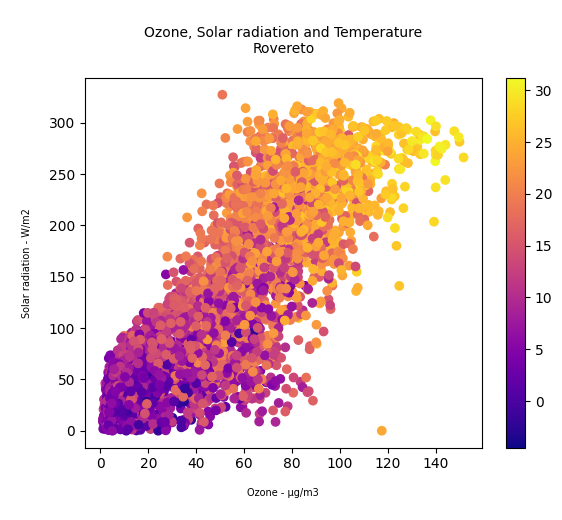 Ozone, Solar radiation and Temperature
Rovereto
300
250
200
150
100
50
0
Solar radiation - W/m2
0 20 40 60 80 100 120 140
Ozone - μg/m3
30
25
20
15
10
5
0